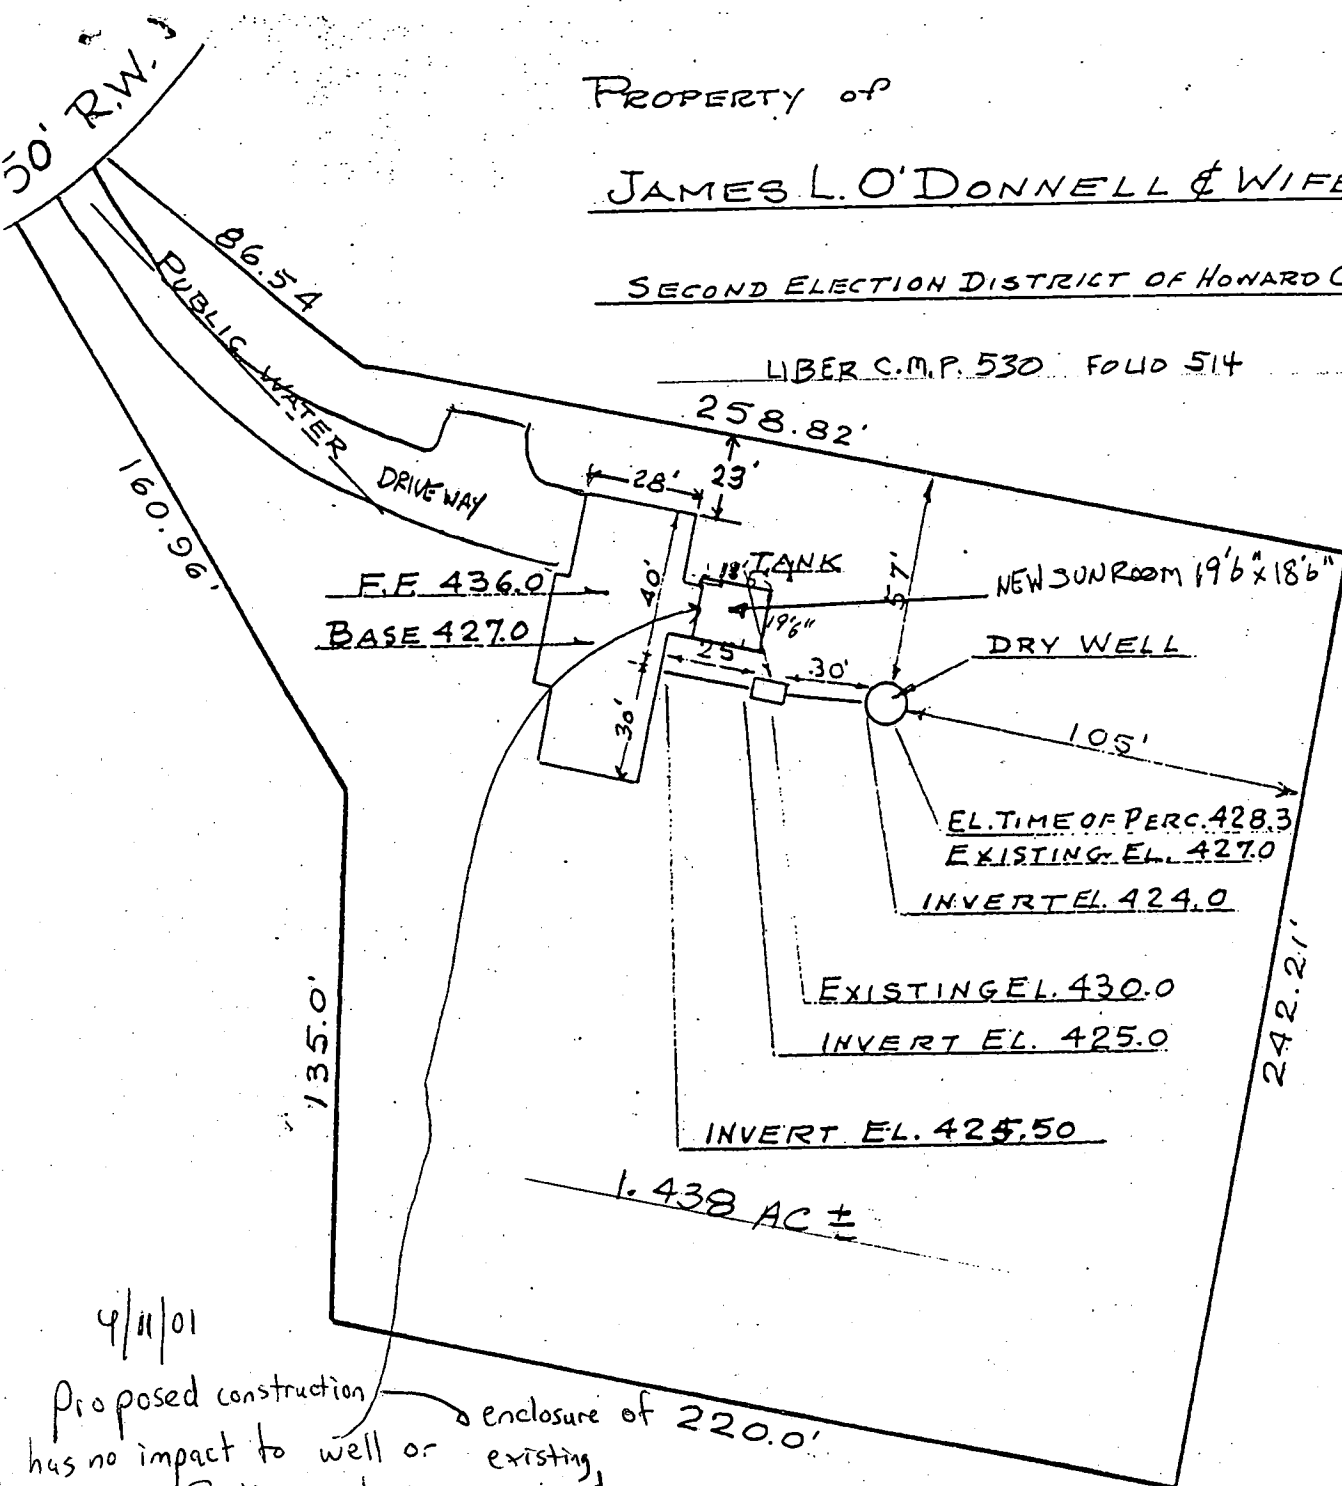 50' R.W.
PROPERTY of
JAMES L. O'DONNELL & WIFE
SECOND ELECTION DISTRICT OF HOWARD
LIBER C.M.P. 530 FOLIO 514
86.54
PUBLIC WATER
258.82'
160.96'
DRIVEWAY
28'
23'
F.F. 436.0
BASE 427.0
40'
18'
TANK
57'
NEW SUNROOM 19'6" x 18'6"
19'6"
25'
30'
DRY WELL
30'
105'
EL. TIME OF PERC. 428.3
EXISTING EL. 427.0
INVERT EL. 424.0
EXISTING EL. 430.0
INVERT EL. 425.0
INVERT EL. 425.50
135.0'
242.21'
1.438 AC ±
4/11/01
Proposed construction
enclosure of
220.0'
has no impact to well or
existing